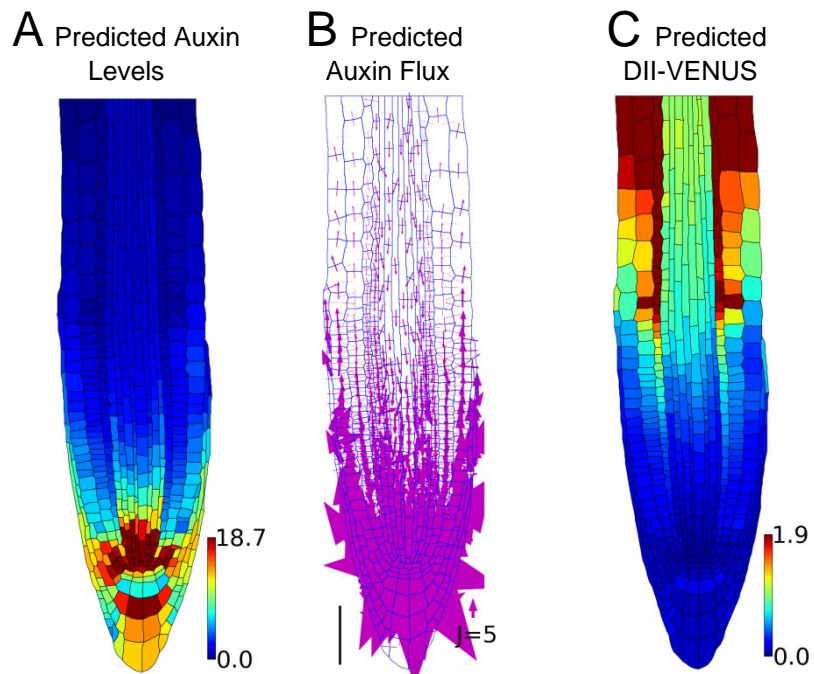 A Predicted Auxin
Levels
B Predicted
Auxin Flux
C Predicted
DII-VENUS
18.7
0.0
J=5
1.9
0.0